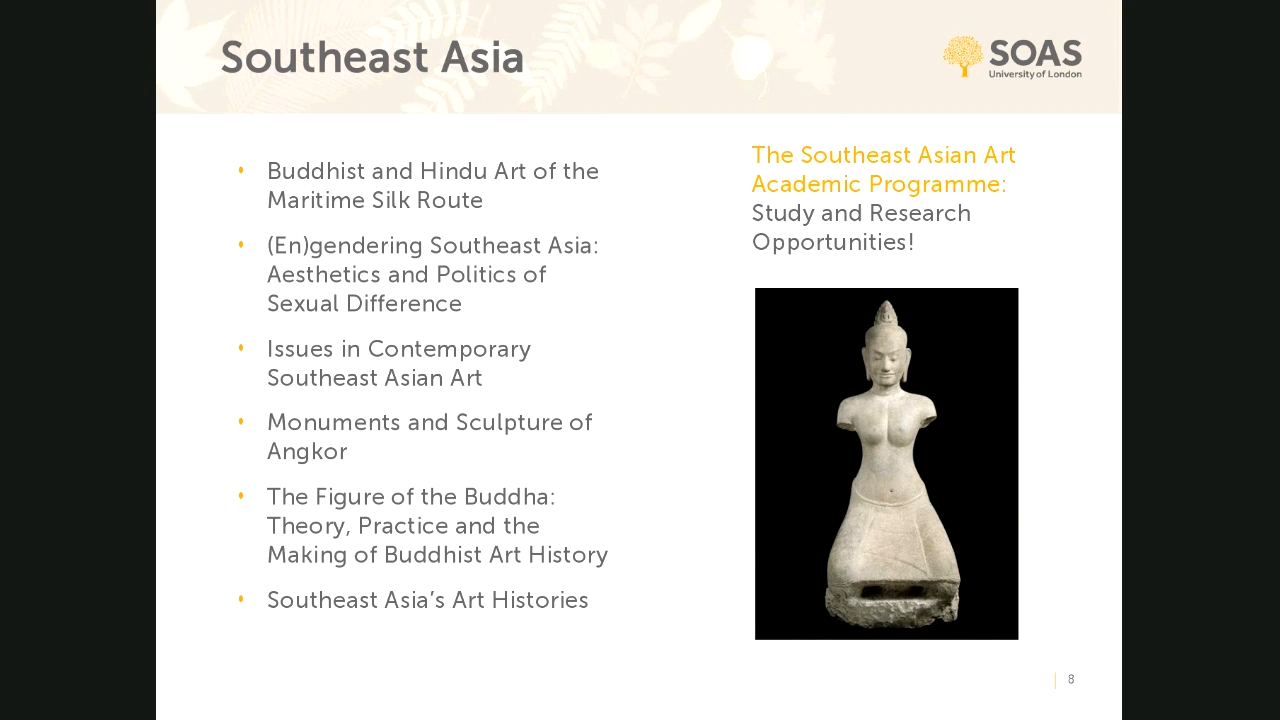 Southeast Asia
SOAS
University of London
• Buddhist and Hindu Art of the
Maritime Silk Route
• (En)gendering Southeast Asia:
Aesthetics and Politics of
Sexual Difference
• Issues in Contemporary
Southeast Asian Art
• Monuments and Sculpture of
Angkor
• The Figure of the Buddha:
Theory, Practice and the
Making of Buddhist Art History
• Southeast Asia’s Art Histories
The Southeast Asian Art
Academic Programme:
Study and Research
Opportunities!
8